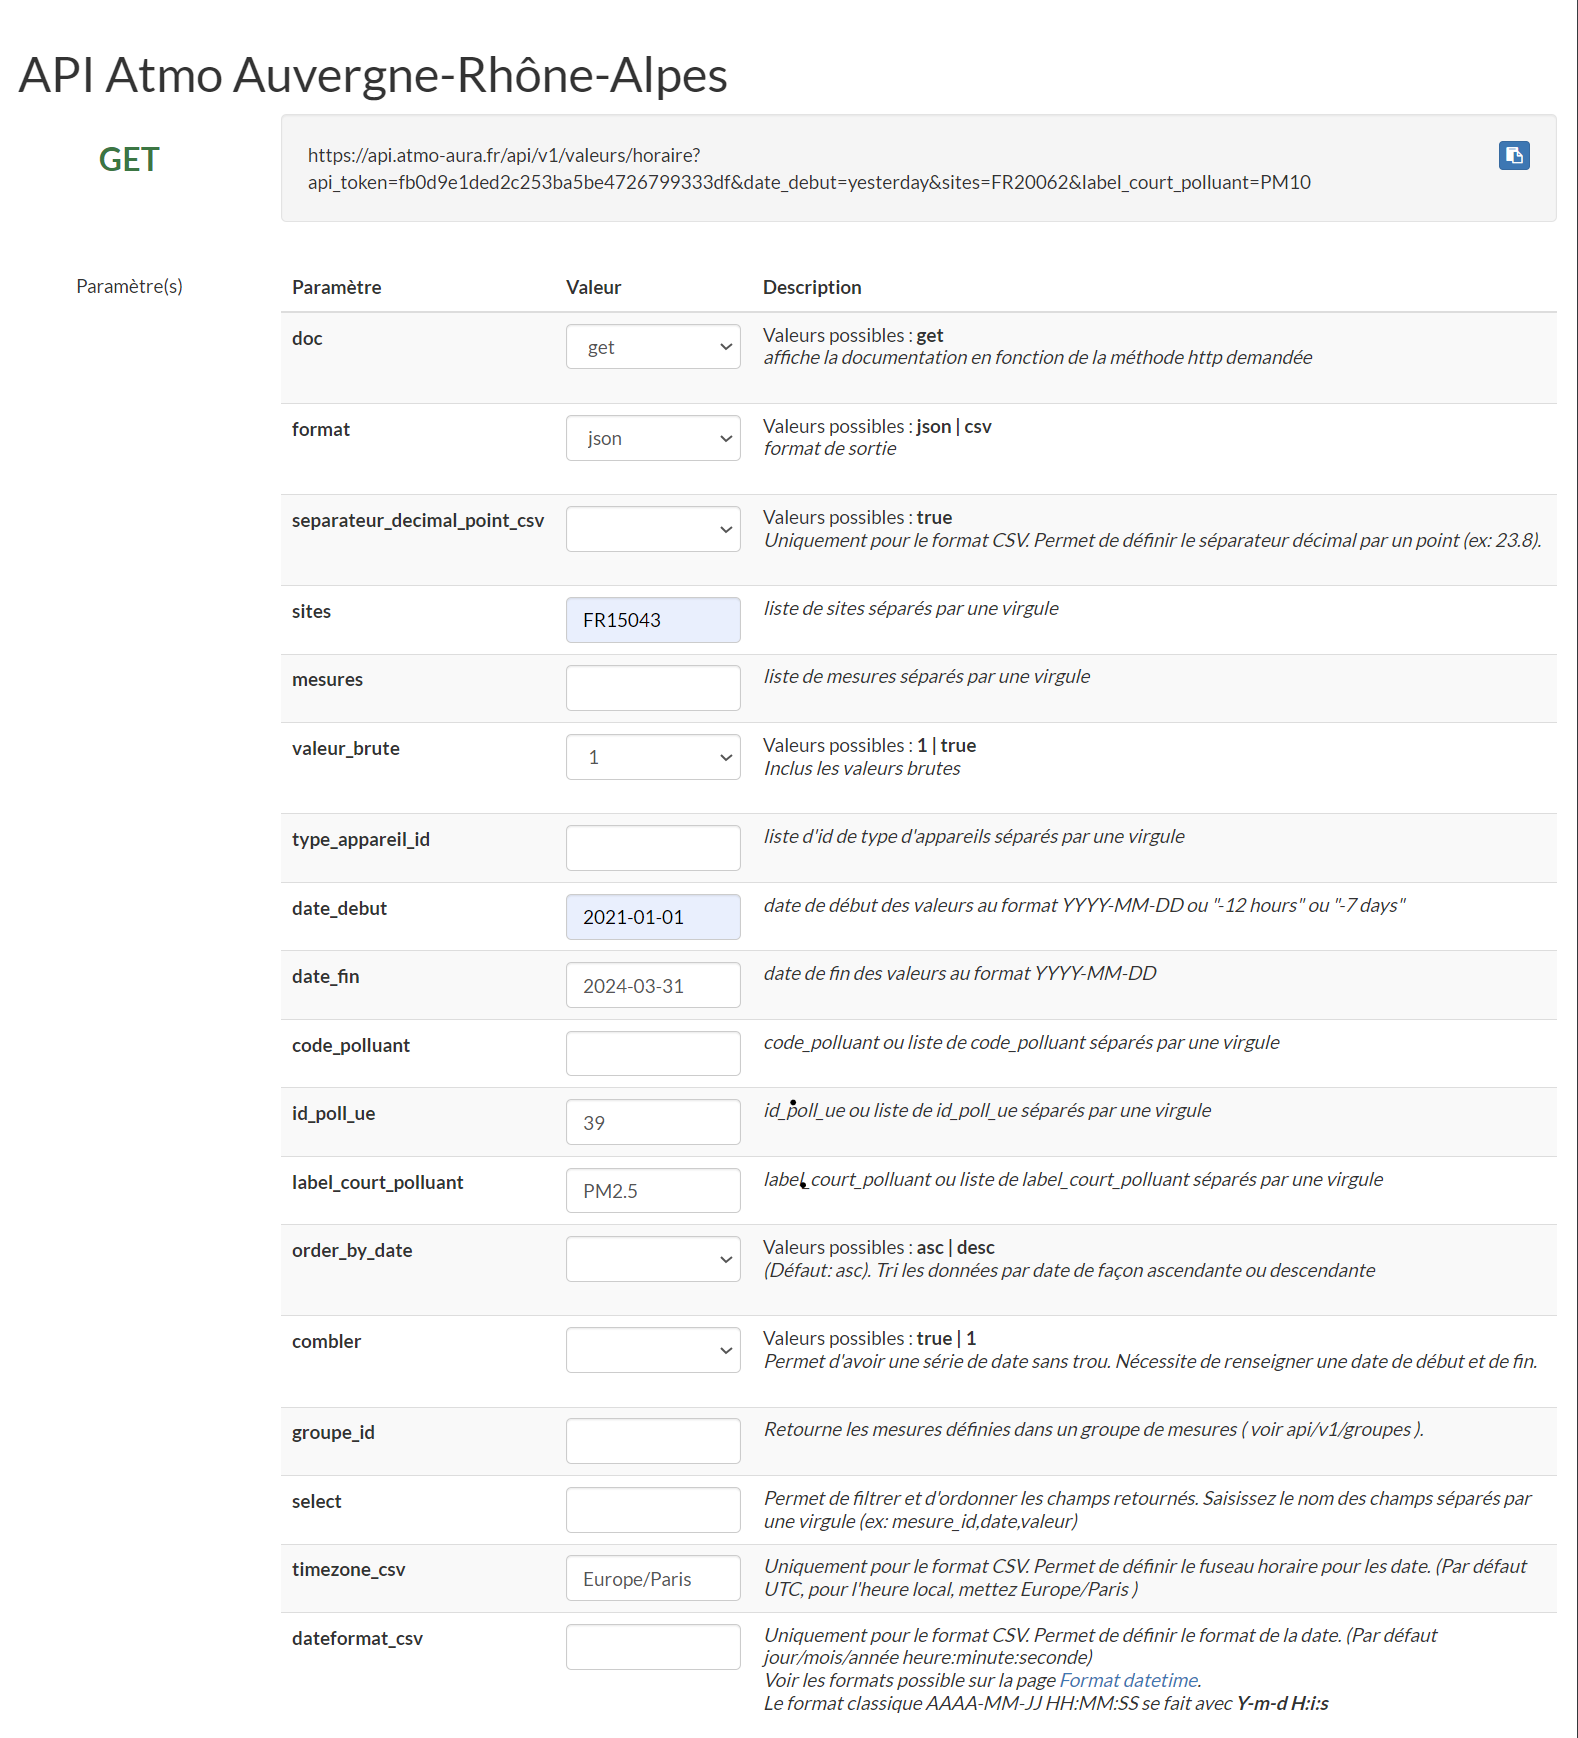 API Atmo Auvergne-Rhône-Alpes
GET
https://api.atmo-aura.fr/api/v1/valeurs/horaire?
api_token=fb0d9e1ded2c253ba5be4726799333df&date_debut=yesterday&sites=FR20062&label_court_polluant=PM10
Paramètre(s)
Paramètre Valeur Description
doc get Valeurs possibles : get
affiche la documentation en fonction de la méthode http demandée
format json Valeurs possibles : json | csv
format de sortie
separateur_decimal_point_csv Valeurs possibles : true
Uniquement pour le format CSV. Permet de définir le séparateur décimal par un point (ex: 23.8).
sites FR15043 liste de sites séparés par une virgule
mesures liste de mesures séparés par une virgule
valeur_brute 1 Valeurs possibles : 1 | true
Inclus les valeurs brutes
type_appareil_id liste d'id de type d'appareils séparés par une virgule
date_debut 2021-01-01 date de début des valeurs au format YYYY-MM-DD ou "-12 hours" ou "-7 days"
date_fin 2024-03-31 date de fin des valeurs au format YYYY-MM-DD
code_polluant code_polluant ou liste de code_polluant séparés par une virgule
id_poll_ue 39 id_poll_ue ou liste de id_poll_ue séparés par une virgule
label_court_polluant PM2.5 label_court_polluant ou liste de label_court_polluant séparés par une virgule
order_by_date Valeurs possibles : asc | desc
(Défaut: asc). Tri les données par date de façon ascendante ou descendante
combler Valeurs possibles : true | 1
Permet d'avoir une série de date sans trou. Nécessite de renseigner une date de début et de fin.
groupe_id Retourne les mesures définies dans un groupe de mesures ( voir api/v1/groupes ).
select Permet de filtrer et d'ordonner les champs retournés. Saisissez le nom des champs séparés par
une virgule (ex: mesure_id,date,valeur)
timezone_csv Europe/Paris Uniquement pour le format CSV. Permet de définir le fuseau horaire pour les date. (Par défaut
UTC, pour l'heure local, mettez Europe/Paris )
dateformat_csv Uniquement pour le format CSV. Permet de définir le format de la date. (Par défaut
jour/mois/année heure:minute:seconde)
Voir les formats possible sur la page Format datetime.
Le format classique AAAA-MM-JJ HH:MM:SS se fait avec Y-m-d H:i:s